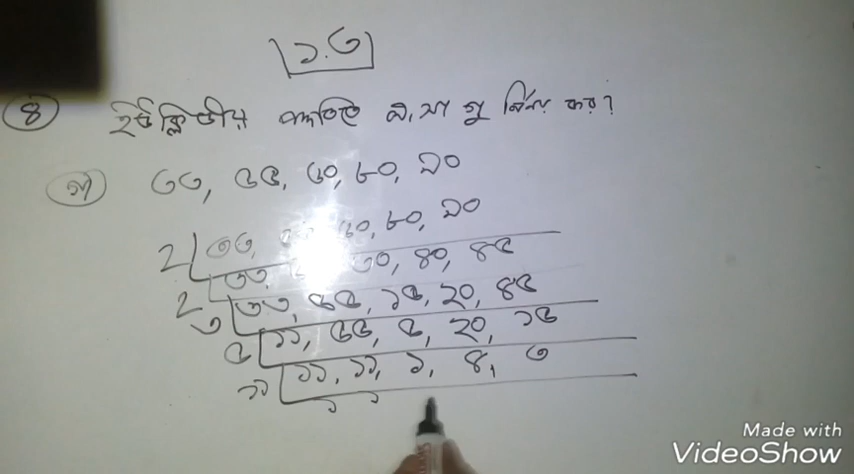 ১.৩
৪ ইউক্লিডীয় পদ্ধতিতে ল.সা.গু নির্ণয় কর?
গ ৩৩, ৫৫, ৬০, ৮০, ৯০
২ ৩৩, ৬০, ৮০, ৯০
২ ৩৩, ৩০, ৪০, ৪৫
৩ ৩৩, ৫৫, ১৫, ২০, ৪৫
৫ ১১, ৫৫, ৫, ২০, ১৫
১১ ১১, ১১, ১, ৪, ৩
১ ১
Made with
VideoShow